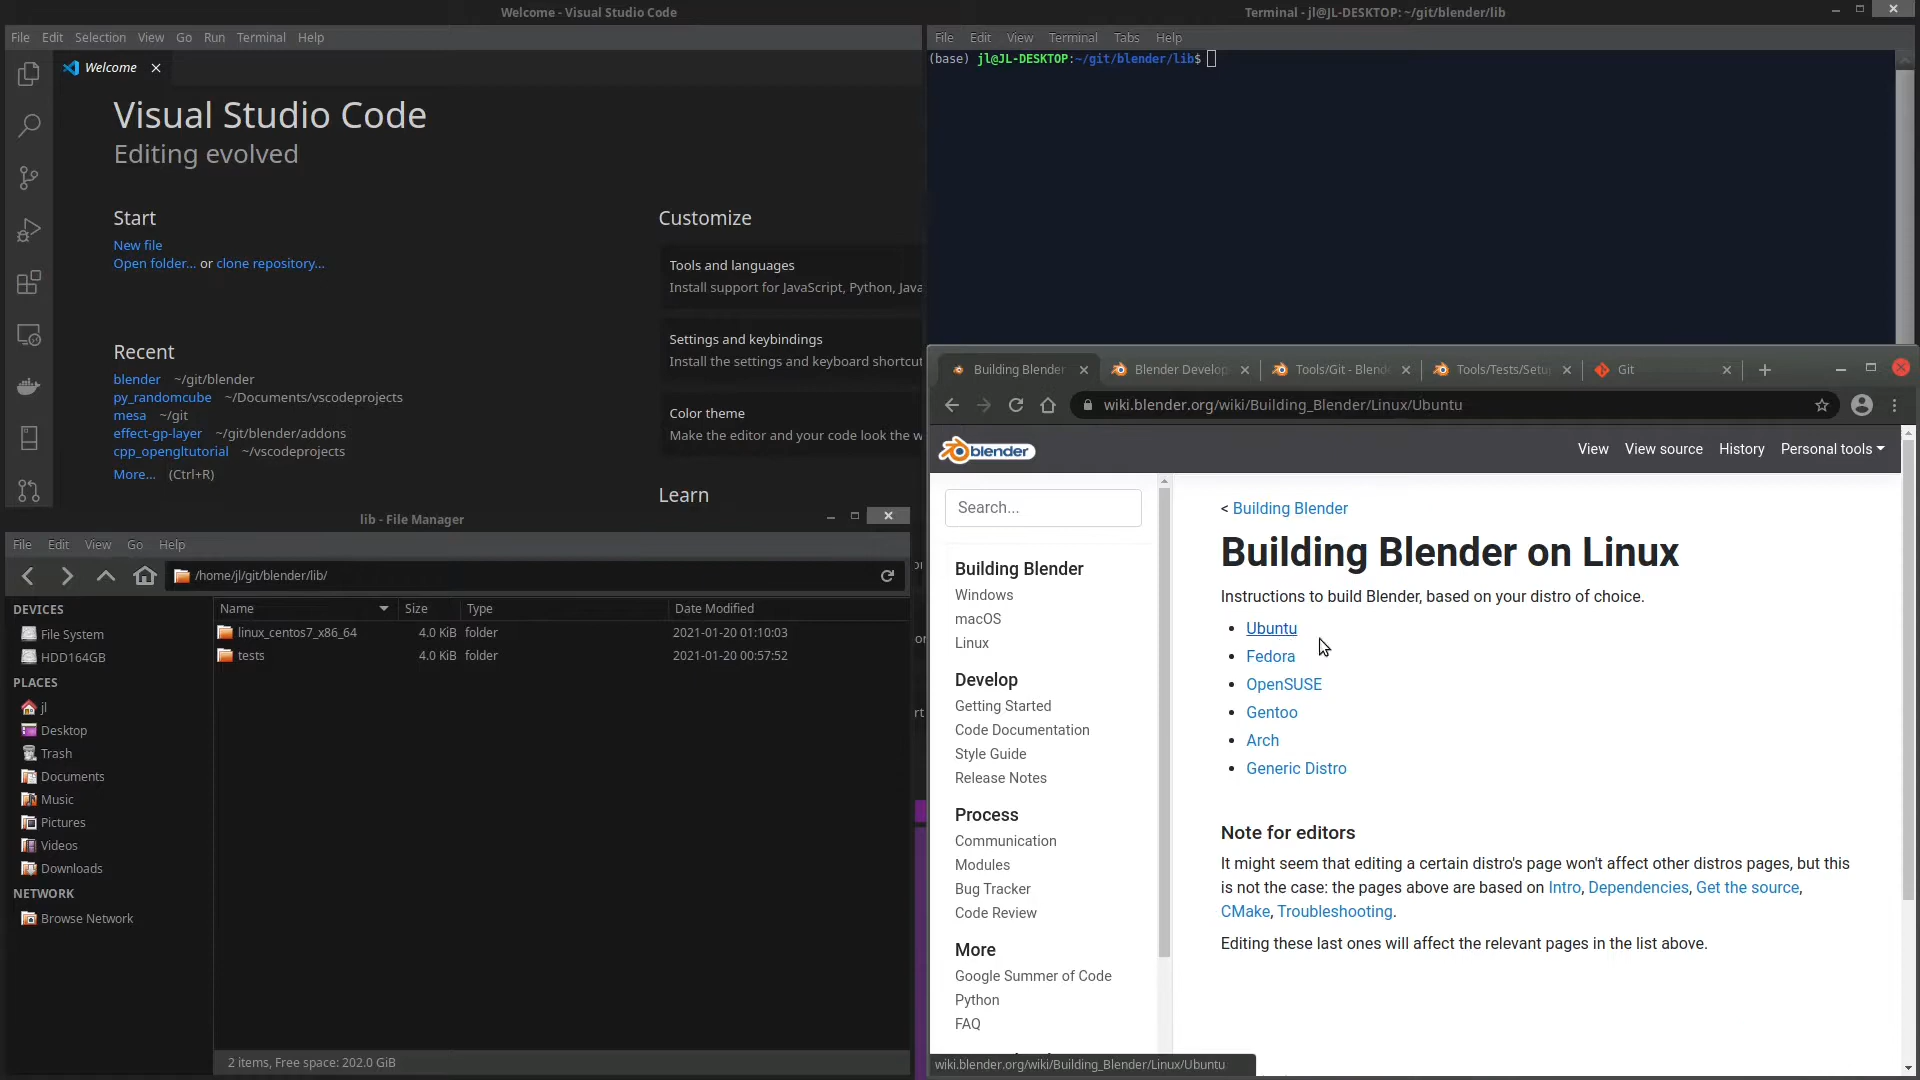 Welcome - Visual Studio Code
File Edit Selection View Go Run Terminal Help
Welcome
Visual Studio Code
Editing evolved
Start
New file
Open folder... or clone repository...
Recent
blender ~/git/blender
py_randomcube ~/Documents/vscodeprojects
mesa ~/git
effect-gp-layer ~/git/blender/addons
cpp_opengltutorial ~/vscodeprojects
More... (Ctrl+R)
Customize
Tools and languages
Install support for JavaScript, Python, Java
Settings and keybindings
Install the settings and keyboard shortcut
Color theme
Make the editor and your code look the w
Learn
Terminal - jl@JL-DESKTOP: ~/git/blender/lib
File Edit View Terminal Tabs Help
(base) jl@JL-DESKTOP:~/git/blender/lib$
lib - File Manager
File Edit View Go Help
/home/jl/git/blender/lib/
DEVICES
File System
HDD164GB
PLACES
jl
Desktop
Trash
Documents
Music
Pictures
Videos
Downloads
NETWORK
Browse Network
Name Size Type Date Modified
linux_centos7_x86_64 4.0 KiB folder 2021-01-20 01:10:03
tests 4.0 KiB folder 2021-01-20 00:57:52
2 items, Free space: 202.0 GiB
Building Blender Blender Develop Tools/Git - Blende Tools/Tests/Setup Git
wiki.blender.org/wiki/Building_Blender/Linux/Ubuntu
blender
View View source History Personal tools
Search...
Building Blender
Windows
macOS
Linux
Develop
Getting Started
Code Documentation
Style Guide
Release Notes
Process
Communication
Modules
Bug Tracker
Code Review
More
Google Summer of Code
Python
FAQ
< Building Blender
Building Blender on Linux
Instructions to build Blender, based on your distro of choice.
• Ubuntu
• Fedora
• OpenSUSE
• Gentoo
• Arch
• Generic Distro
Note for editors
It might seem that editing a certain distro's page won't affect other distros pages, but this
is not the case: the pages above are based on Intro, Dependencies, Get the source,
CMake, Troubleshooting.
Editing these last ones will affect the relevant pages in the list above.
wiki.blender.org/wiki/Building_Blender/Linux/Ubuntu